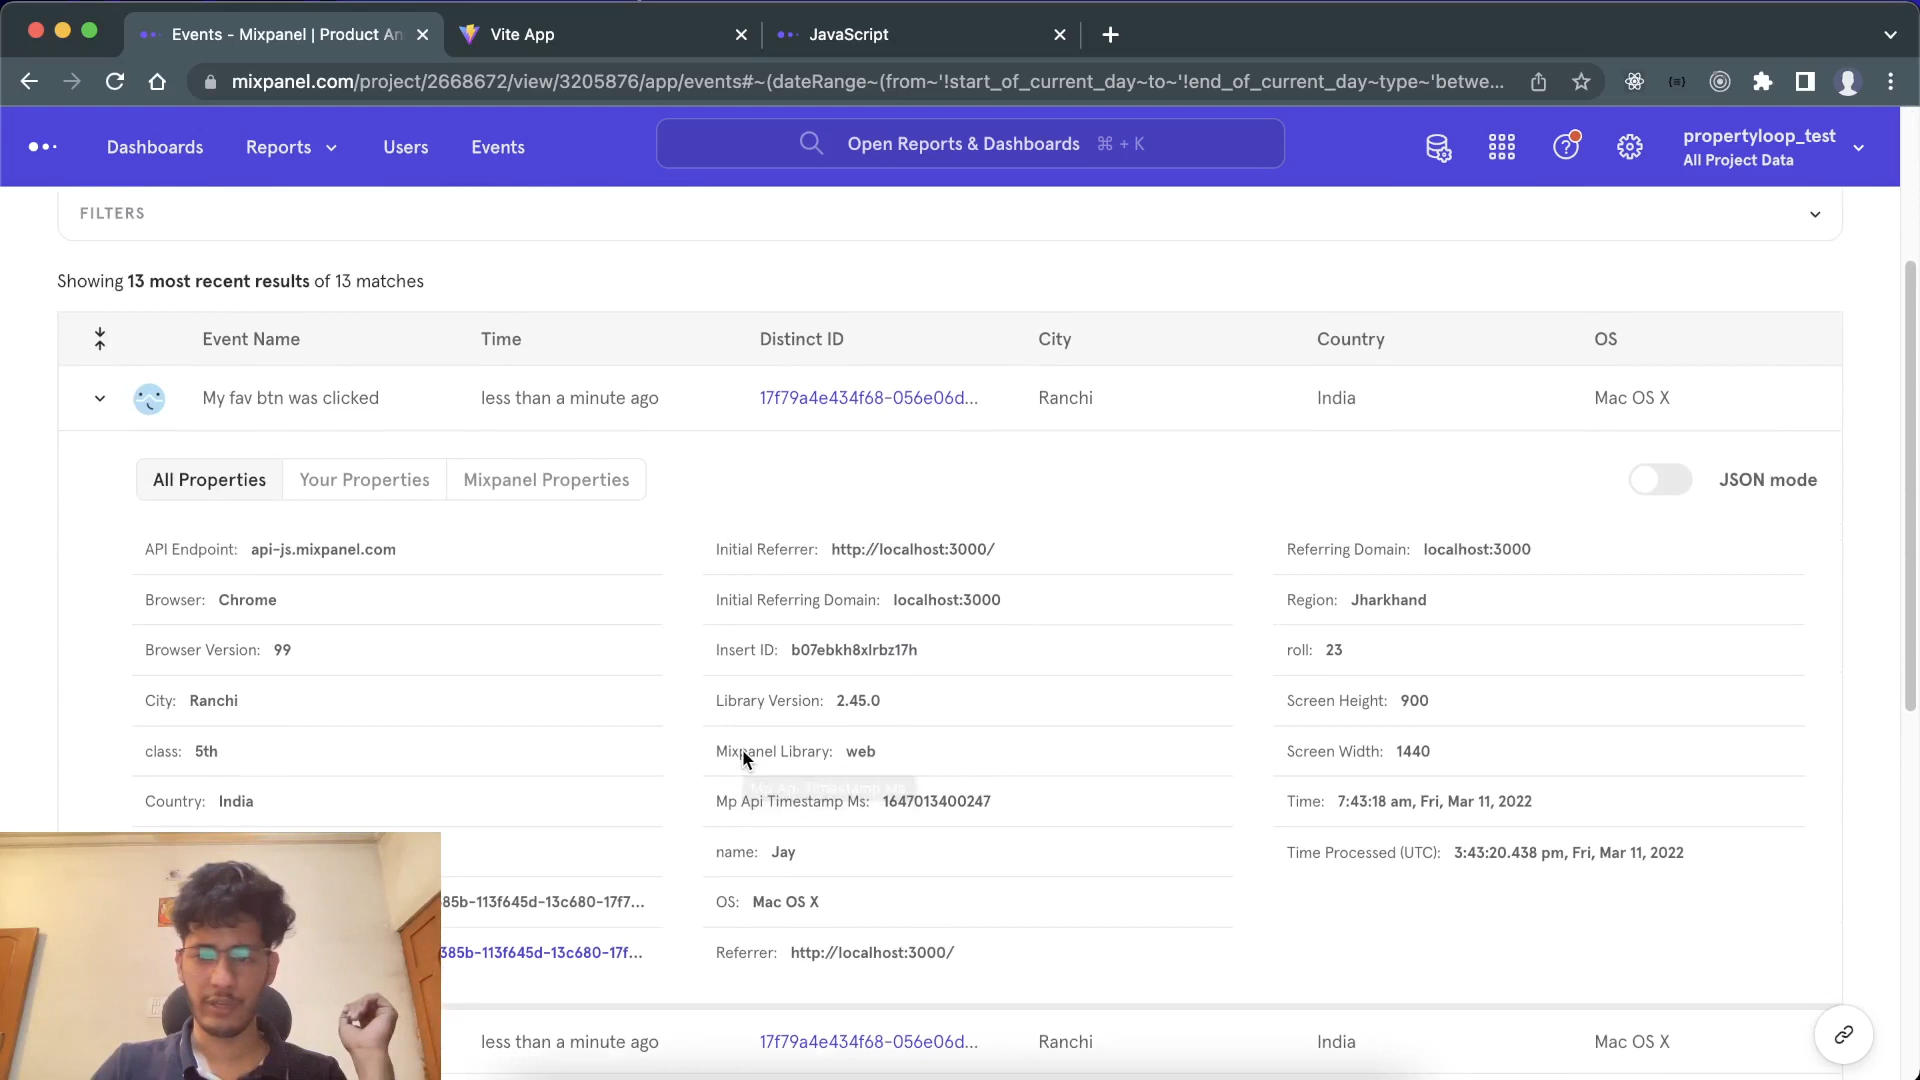 Events - Mixpanel | Product An
Vite App
JavaScript
mixpanel.com/project/2668672/view/3205876/app/events#~(dateRange~(from~'!start_of_current_day~to~'!end_of_current_day~type~'betwe...
Dashboards
Reports
Users
Events
Open Reports & Dashboards ⌘ + K
propertyloop_test
All Project Data
FILTERS
Showing 13 most recent results of 13 matches
Event Name Time Distinct ID City Country OS
My fav btn was clicked less than a minute ago 17f79a4e434f68-056e06d... Ranchi India Mac OS X
All Properties Your Properties Mixpanel Properties JSON mode
API Endpoint: api-js.mixpanel.com
Browser: Chrome
Browser Version: 99
City: Ranchi
class: 5th
Country: India
85b-113f645d-13c680-17f7...
385b-113f645d-13c680-17f...
Initial Referrer: http://localhost:3000/
Initial Referring Domain: localhost:3000
Insert ID: b07ebkh8xlrbz17h
Library Version: 2.45.0
Mixpanel Library: web
Mp Api Timestamp Ms
Mp Api Timestamp Ms: 1647013400247
name: Jay
OS: Mac OS X
Referrer: http://localhost:3000/
Referring Domain: localhost:3000
Region: Jharkhand
roll: 23
Screen Height: 900
Screen Width: 1440
Time: 7:43:18 am, Fri, Mar 11, 2022
Time Processed (UTC): 3:43:20.438 pm, Fri, Mar 11, 2022
less than a minute ago 17f79a4e434f68-056e06d... Ranchi India Mac OS X